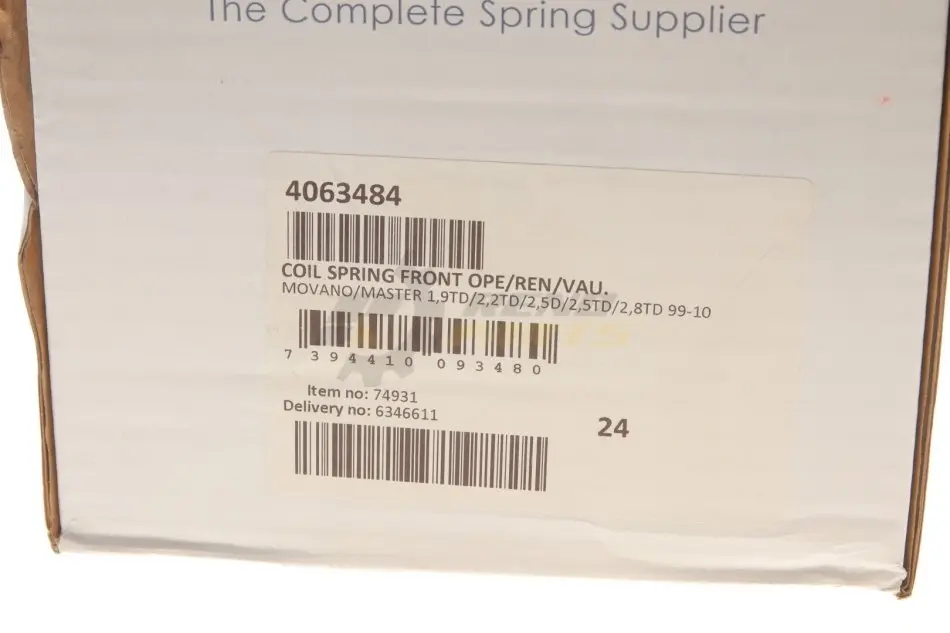 The Complete Spring Supplier
4063484
COIL SPRING FRONT OPE/REN/VAU.
MOVANO/MASTER 1,9TD/2,2TD/2,5D/2,5TD/2,8TD 99-10
7 394410 093480
Item no: 74931
Delivery no: 6346611
24